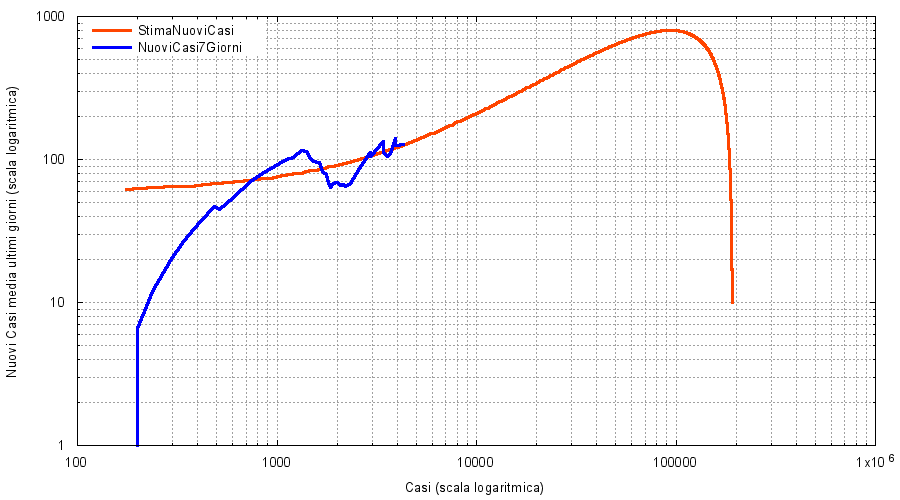 1000
100
10
1
StimaNuoviCasi
NuoviCasi7Giorni
Nuovi Casi media ultimi giorni (scala logaritmica)
100
1000
10000
100000
1x10 6
Casi (scala logaritmica)